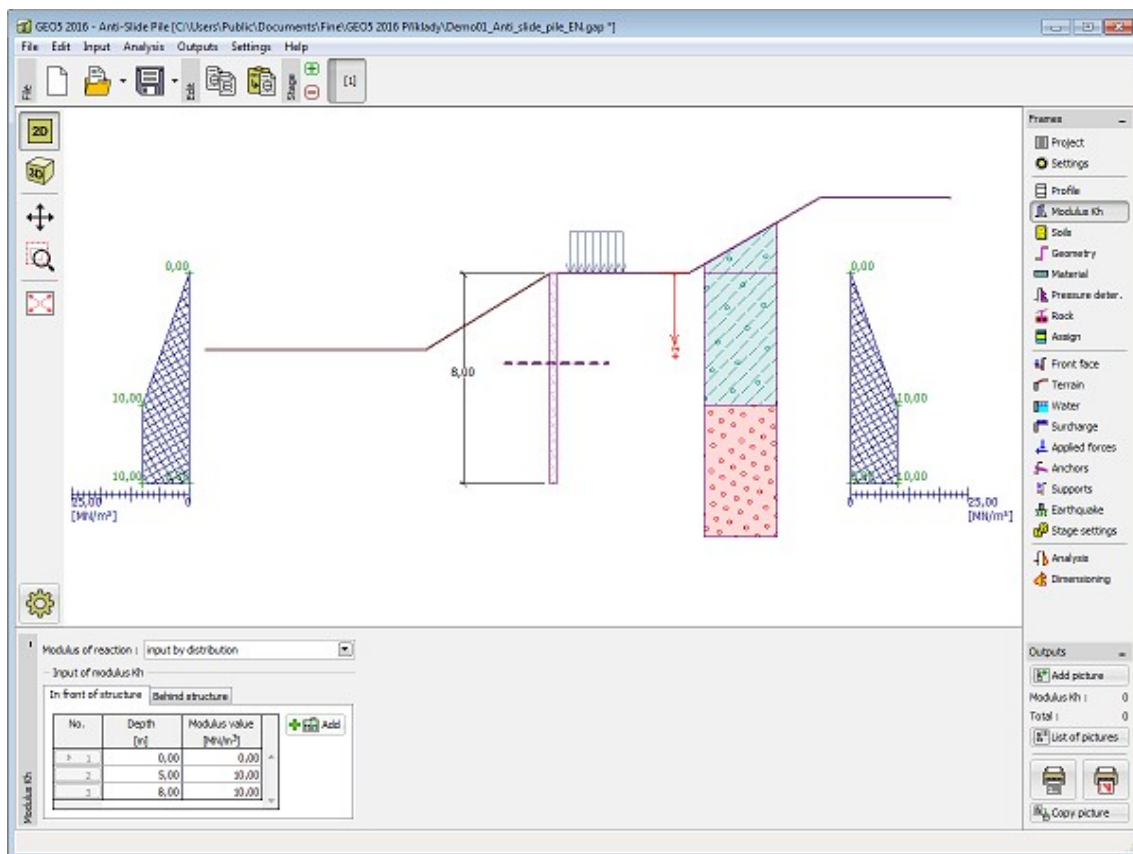 GEO5 2016 - Anti-Slide Pile [C:\Users\Public\Documents\Fine\GEO5 2016 Příklady\Demo01_Anti_slide_pile_EN.gap *]
File Edit Input Analysis Outputs Settings Help
File
Edit
Stage
[1]
2D
3D
0,00
10,00
10,00
25,00 0
[MN/m³]
8,00
+z
0,00
10,00
10,00
0 25,00
[MN/m³]
Frames
Project
Settings
Profile
Modulus Kh
Soils
Geometry
Material
Pressure deter.
Rock
Assign
Front face
Terrain
Water
Surcharge
Applied forces
Anchors
Supports
Earthquake
Stage settings
Analysis
Dimensioning
Modulus Kh
Modulus of reaction : input by distribution
Input of modulus Kh
In front of structure Behind structure
No. Depth Modulus value
[m] [MN/m³]
1 0,00 0,00
2 5,00 10,00
3 8,00 10,00
Add
Outputs
Add picture
Modulus Kh : 0
Total : 0
List of pictures
Copy picture